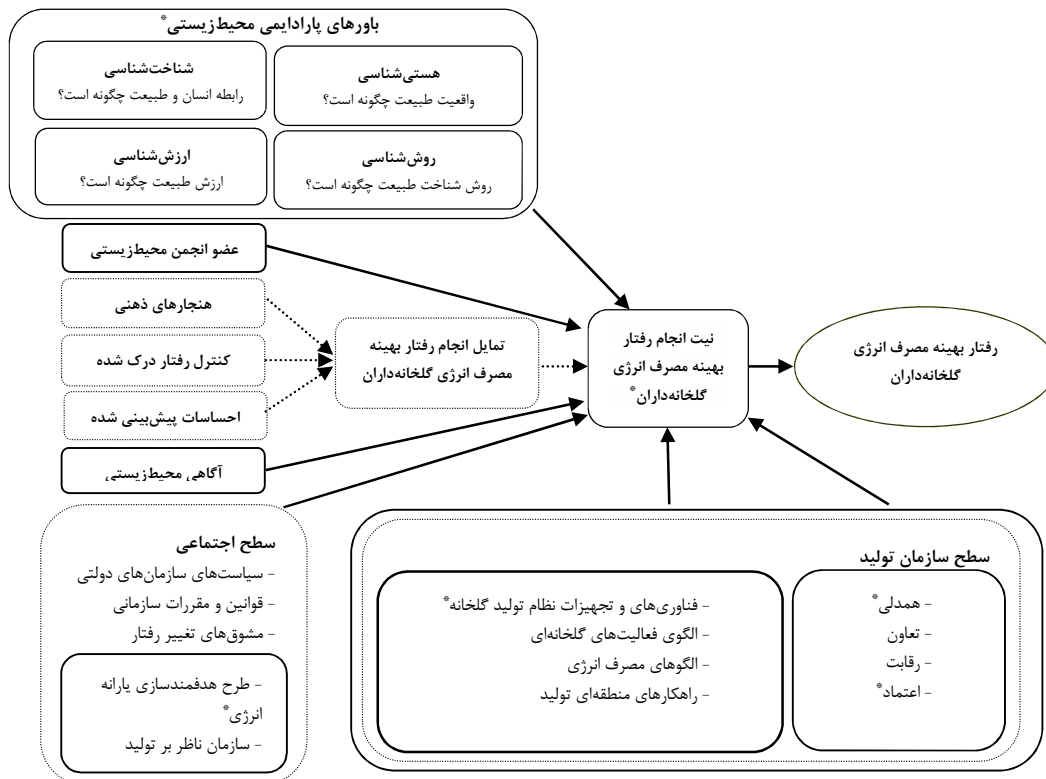 باورهای پارادایمی محیط‌زیستی*
هستی‌شناسی
واقعیت طبیعت چگونه است؟
شناخت‌شناسی
رابطه انسان و طبیعت چگونه است؟
روش‌شناسی
روش شناخت طبیعت چگونه است؟
ارزش‌شناسی
ارزش طبیعت چگونه است؟
عضو انجمن محیط‌زیستی
هنجارهای ذهنی
کنترل رفتار درک شده
احساسات پیش‌بینی شده
آگاهی محیط‌زیستی
تمایل انجام رفتار بهینه
مصرف انرژی گلخانه‌داران
نیت انجام رفتار
بهینه مصرف انرژی
گلخانه‌داران*
رفتار بهینه مصرف انرژی
گلخانه‌داران
سطح اجتماعی
- سیاست‌های سازمان‌های دولتی
- قوانین و مقررات سازمانی
- مشوق‌های تغییر رفتار
- طرح هدفمندسازی یارانه
انرژی*
- سازمان ناظر بر تولید
سطح سازمان تولید
- همدلی*
- تعاون
- رقابت
- اعتماد*
- فناوری‌های و تجهیزات نظام تولید گلخانه*
- الگوی فعالیت‌های گلخانه‌ای
- الگوهای مصرف انرژی
- راهکارهای منطقه‌ای تولید